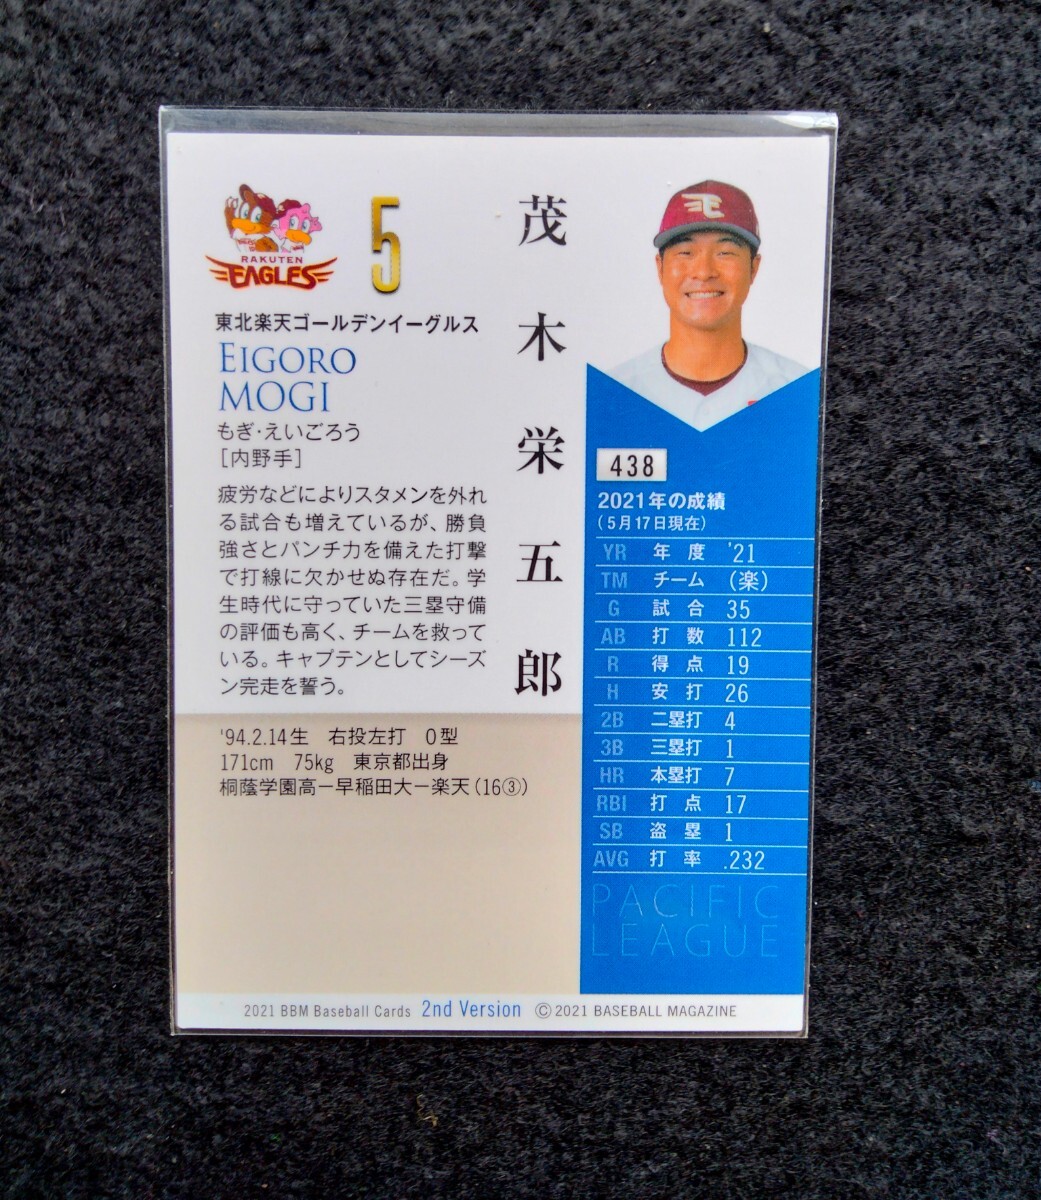 RAKUTEN
EAGLES
5
東北楽天ゴールデンイーグルス
EIGORO
MOGI
もぎ・えいごろう
[内野手]
茂木栄五郎
疲労などによりスタメンを外れ
る試合も増えているが、勝負
強さとパンチ力を備えた打撃
で打線に欠かせぬ存在だ。学
生時代に守っていた三塁守備
の評価も高く、チームを救って
いる。キャプテンとしてシーズ
ン完走を誓う。
'94.2.14生 右投左打 O型
171cm 75kg 東京都出身
桐蔭学園高ー早稲田大ー楽天(16③)
438
2021年の成績
(5月17日現在)
YR 年度 '21
TM チーム (楽)
G 試合 35
AB 打数 112
R 得点 19
H 安打 26
2B 二塁打 4
3B 三塁打 1
HR 本塁打 7
RBI 打点 17
SB 盗塁 1
AVG 打率 .232
PACIFIC
LEAGUE
2021 BBM Baseball Cards 2nd Version ©2021 BASEBALL MAGAZINE